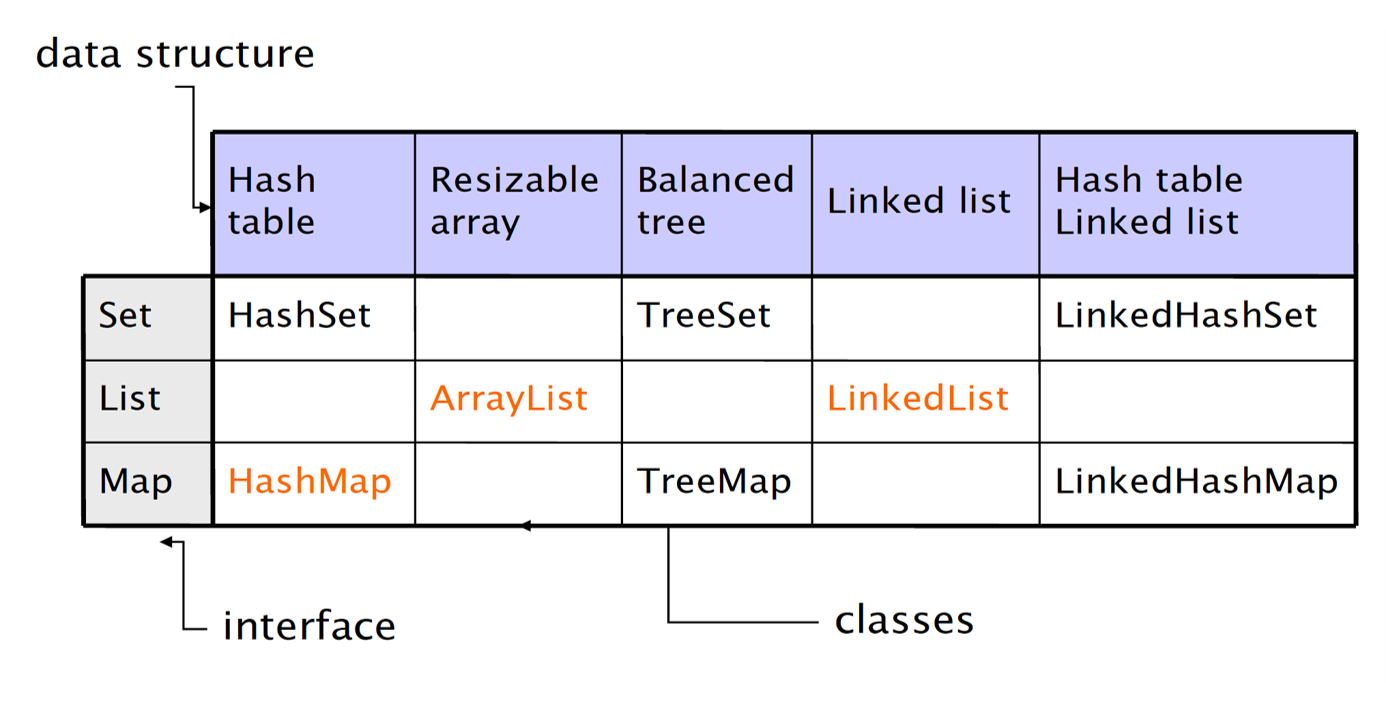 data structure
Hash
table
Resizable
array
Balanced
tree
Linked list
Hash table
Linked list
Set
HashSet
TreeSet
LinkedHashSet
List
ArrayList
LinkedList
Map
HashMap
TreeMap
LinkedHashMap
interface
classes